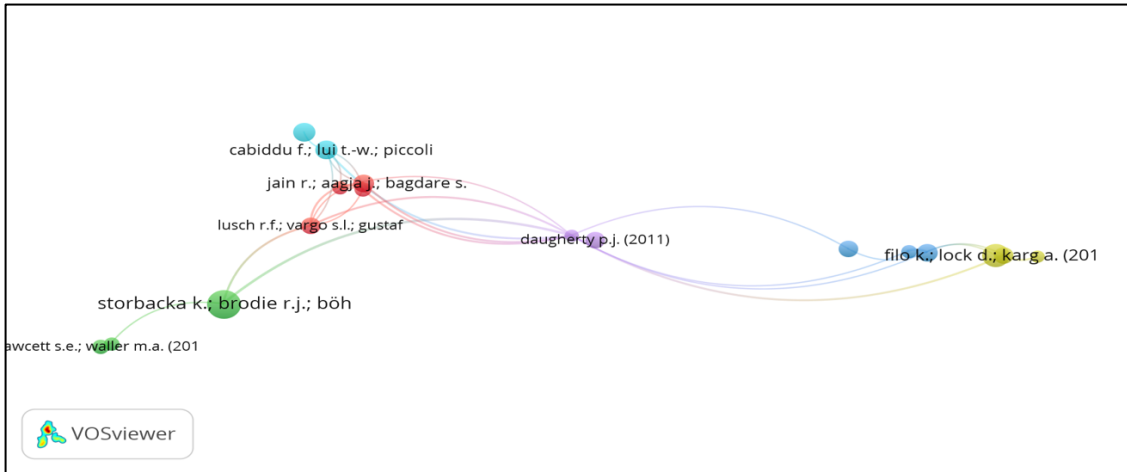 cabiddu f.; lui t.-w.; piccoli
jain r.; aagja j.; bagdare s.
lusch r.f.; vargo s.l.; gustaf
daugherty p.j. (2011)
filo k.; lock d.; karg a. (201
storbacka k.; brodie r.j.; böh
awcett s.e.; waller m.a. (201
VOSviewer